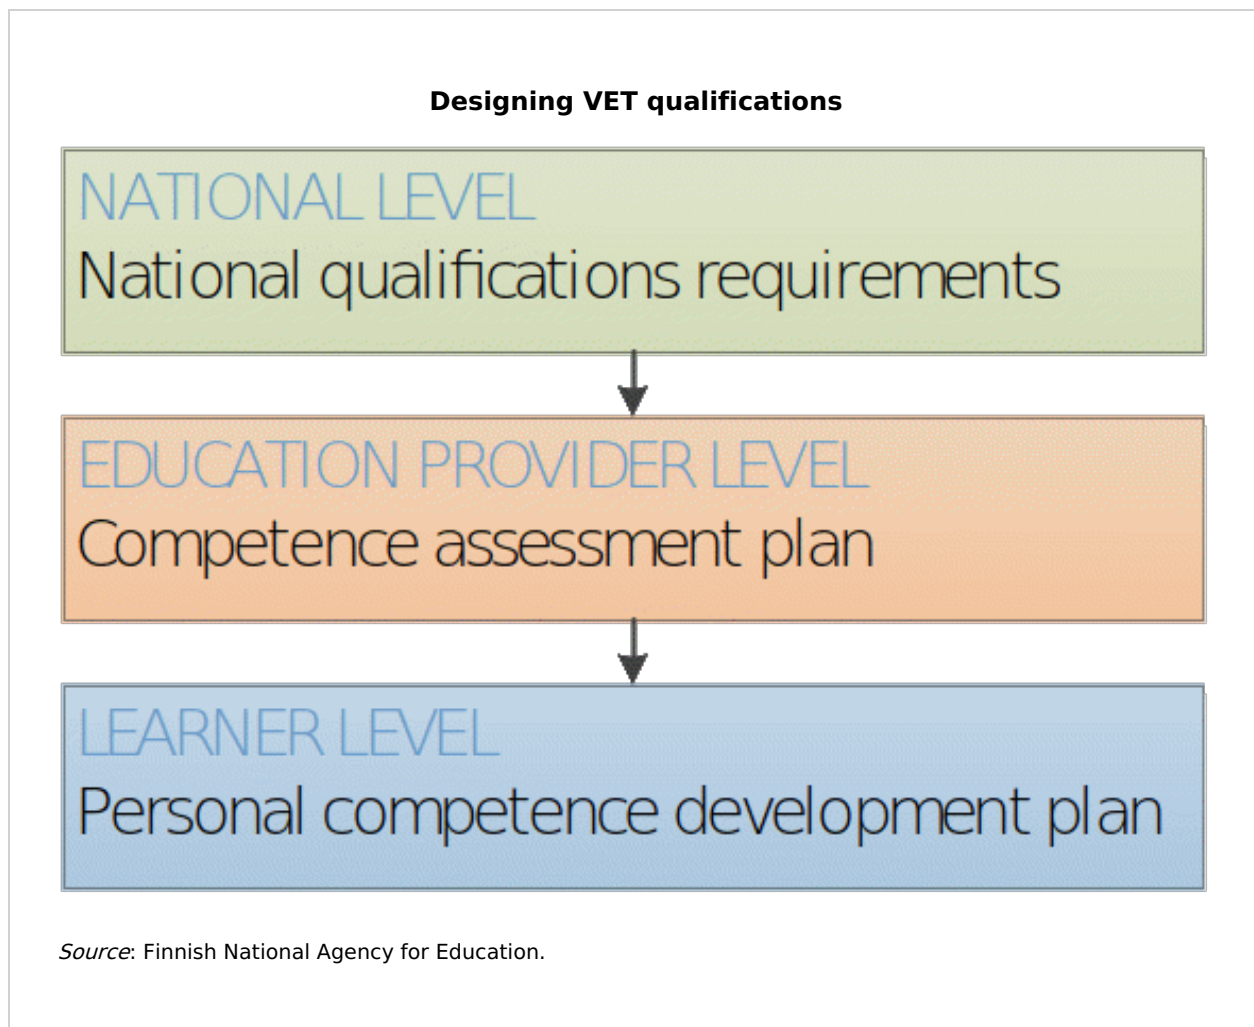 Designing VET qualifications
NATIONAL LEVEL
National qualifications requirements
EDUCATION PROVIDER LEVEL
Competence assessment plan
LEARNER LEVEL
Personal competence development plan
Source: Finnish National Agency for Education.